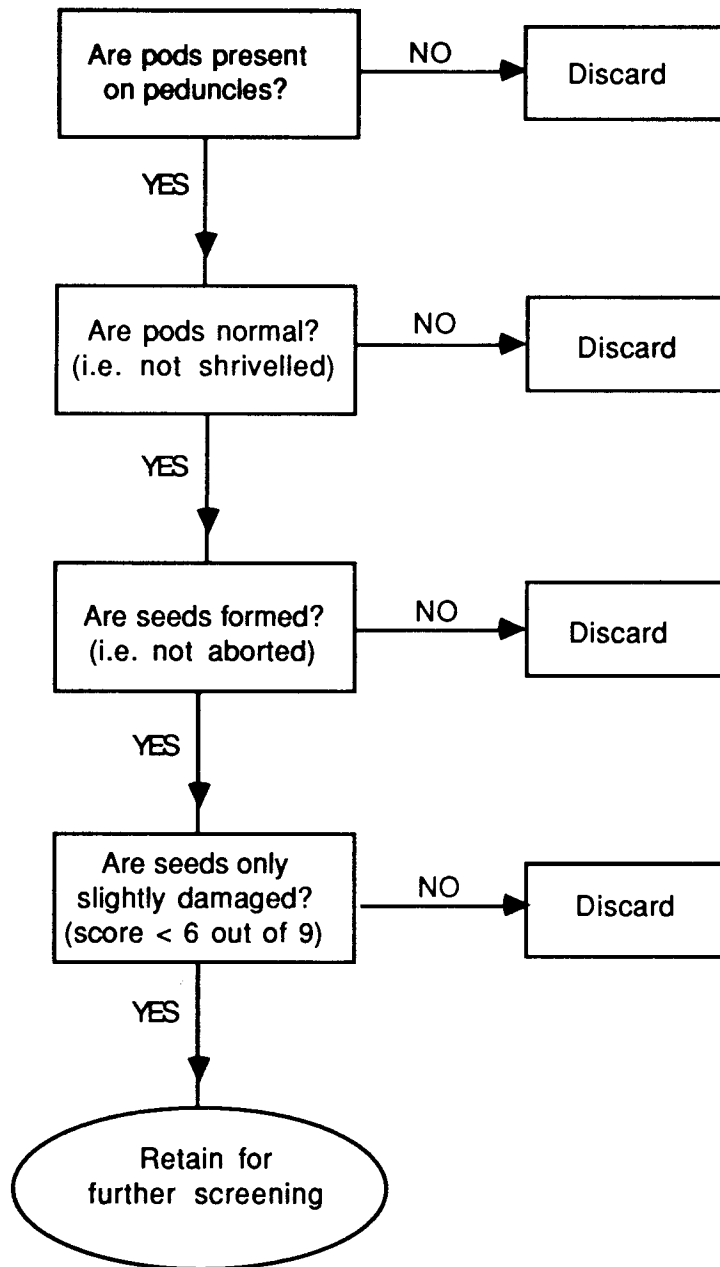 Are pods present
on peduncles?
NO
Discard
YES
Are pods normal?
(i.e. not shrivelled)
NO
Discard
YES
Are seeds formed?
(i.e. not aborted)
NO
Discard
YES
Are seeds only
slightly damaged?
(score < 6 out of 9)
NO
Discard
YES
Retain for
further screening